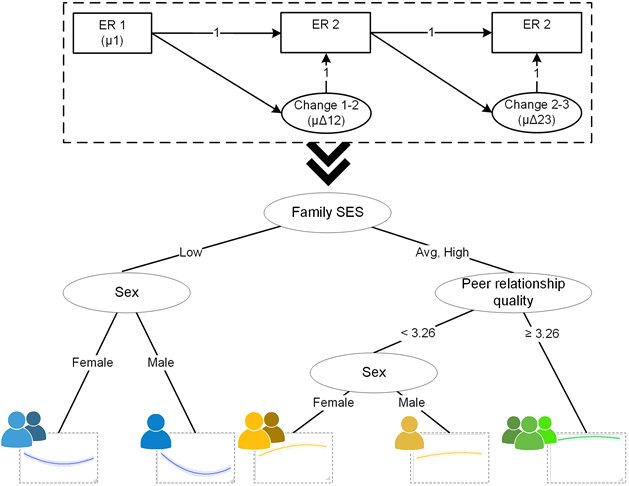 ER 1
(µ1)
1
ER 2
1
ER 2
1
1
Change 1-2
(µΔ12)
Change 2-3
(µΔ23)
Family SES
Low
Avg, High
Sex
Peer relationship
quality
< 3.26
≥ 3.26
Female
Male
Sex
Female
Male